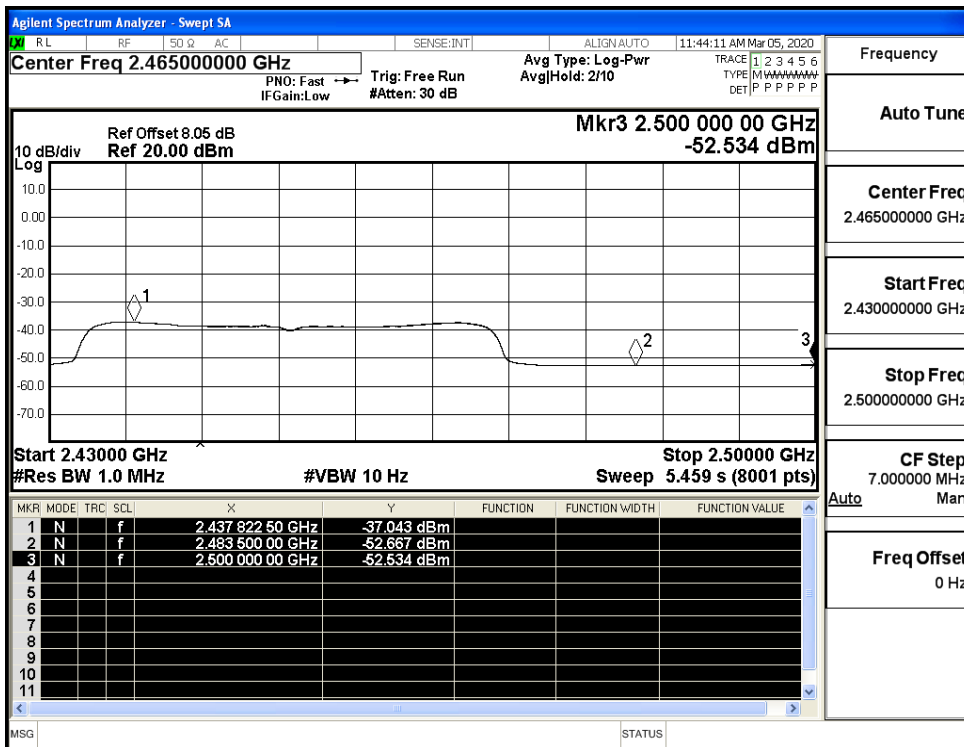 Agilent Spectrum Analyzer - Swept SA
LXI RL RF 50 Ω AC SENSE:INT ALIGNAUTO 11:44:11 AM Mar 05, 2020
Center Freq 2.465000000 GHz
PNO: Fast
IFGain:Low
Trig: Free Run
#Atten: 30 dB
Avg Type: Log-Pwr
Avg|Hold: 2/10
TRACE 1 2 3 4 5 6
TYPE MWWWWW
DET P P P P P P
Ref Offset 8.05 dB
10 dB/div Ref 20.00 dBm
Log
Mkr3 2.500 000 00 GHz
-52.534 dBm
10.0
0.00
-10.0
-20.0
-30.0
-40.0
-50.0
-60.0
-70.0
1
2
3
Start 2.43000 GHz Stop 2.50000 GHz
#Res BW 1.0 MHz #VBW 10 Hz Sweep 5.459 s (8001 pts)
MKR MODE TRC SCL X Y FUNCTION FUNCTION WIDTH FUNCTION VALUE
1 N f 2.437 822 50 GHz -37.043 dBm
2 N f 2.483 500 00 GHz -52.667 dBm
3 N f 2.500 000 00 GHz -52.534 dBm
4
5
6
7
8
9
10
11
MSG STATUS
Frequency
Auto Tune
Center Freq
2.465000000 GHz
Start Freq
2.430000000 GHz
Stop Freq
2.500000000 GHz
CF Step
7.000000 MHz
Auto Man
Freq Offset
0 Hz